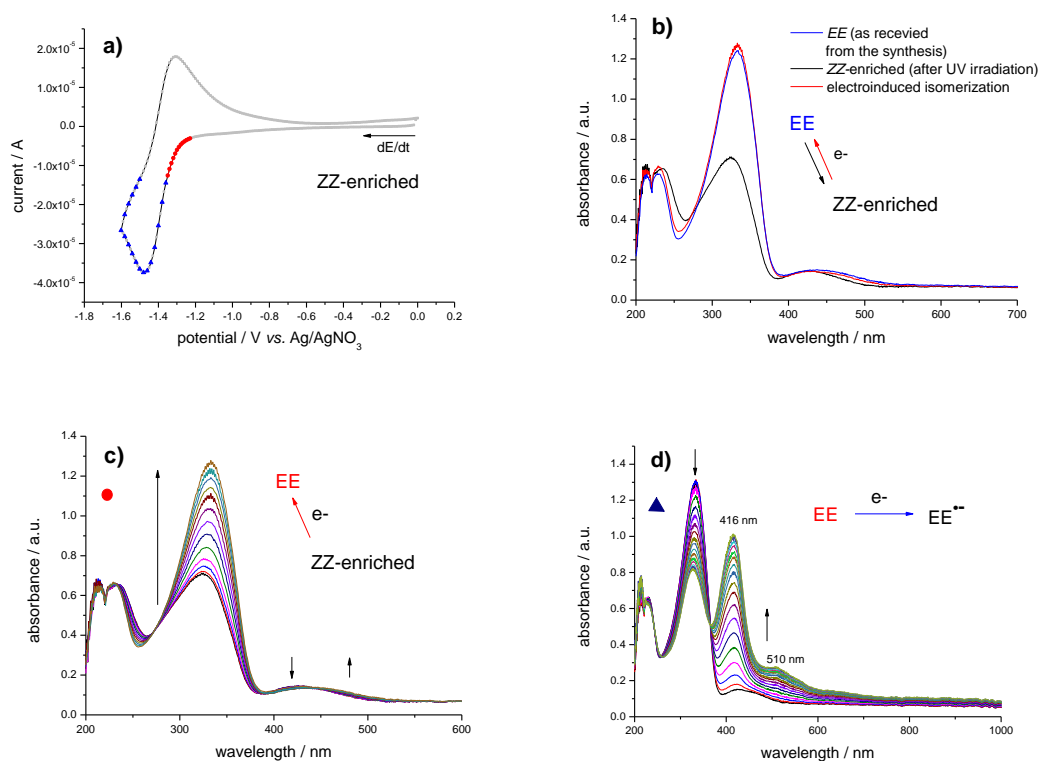 a)
2.0x10-5
1.0x10-5
0.0
-1.0x10-5
-2.0x10-5
-3.0x10-5
-4.0x10-5
current / A
dE/dt
ZZ-enriched
-1.8 -1.6 -1.4 -1.2 -1.0 -0.8 -0.6 -0.4 -0.2 0.0 0.2
potential / V vs. Ag/AgNO3
b)
EE (as recevied
from the synthesis)
ZZ-enriched (after UV irradiation)
electroinduced isomerization
EE
e-
ZZ-enriched
1.4
1.2
1.0
0.8
0.6
0.4
0.2
0.0
absorbance / a.u.
200 300 400 500 600 700
wavelength / nm
c)
EE
e-
ZZ-enriched
1.4
1.2
1.0
0.8
0.6
0.4
0.2
0.0
absorbance / a.u.
200 300 400 500 600
wavelength / nm
d)
416 nm
510 nm
EE e- EE•-
1.4
1.2
1.0
0.8
0.6
0.4
0.2
0.0
absorbance / a.u.
200 400 600 800 1000
wavelength / nm